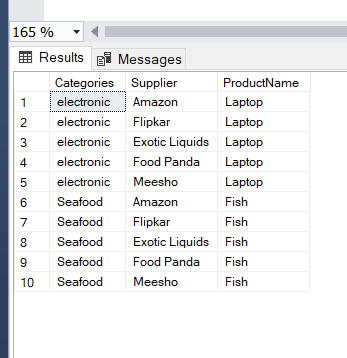 165 %
Results Messages
Categories Supplier ProductName
1 electronic Amazon Laptop
2 electronic Flipkar Laptop
3 electronic Exotic Liquids Laptop
4 electronic Food Panda Laptop
5 electronic Meesho Laptop
6 Seafood Amazon Fish
7 Seafood Flipkar Fish
8 Seafood Exotic Liquids Fish
9 Seafood Food Panda Fish
10 Seafood Meesho Fish